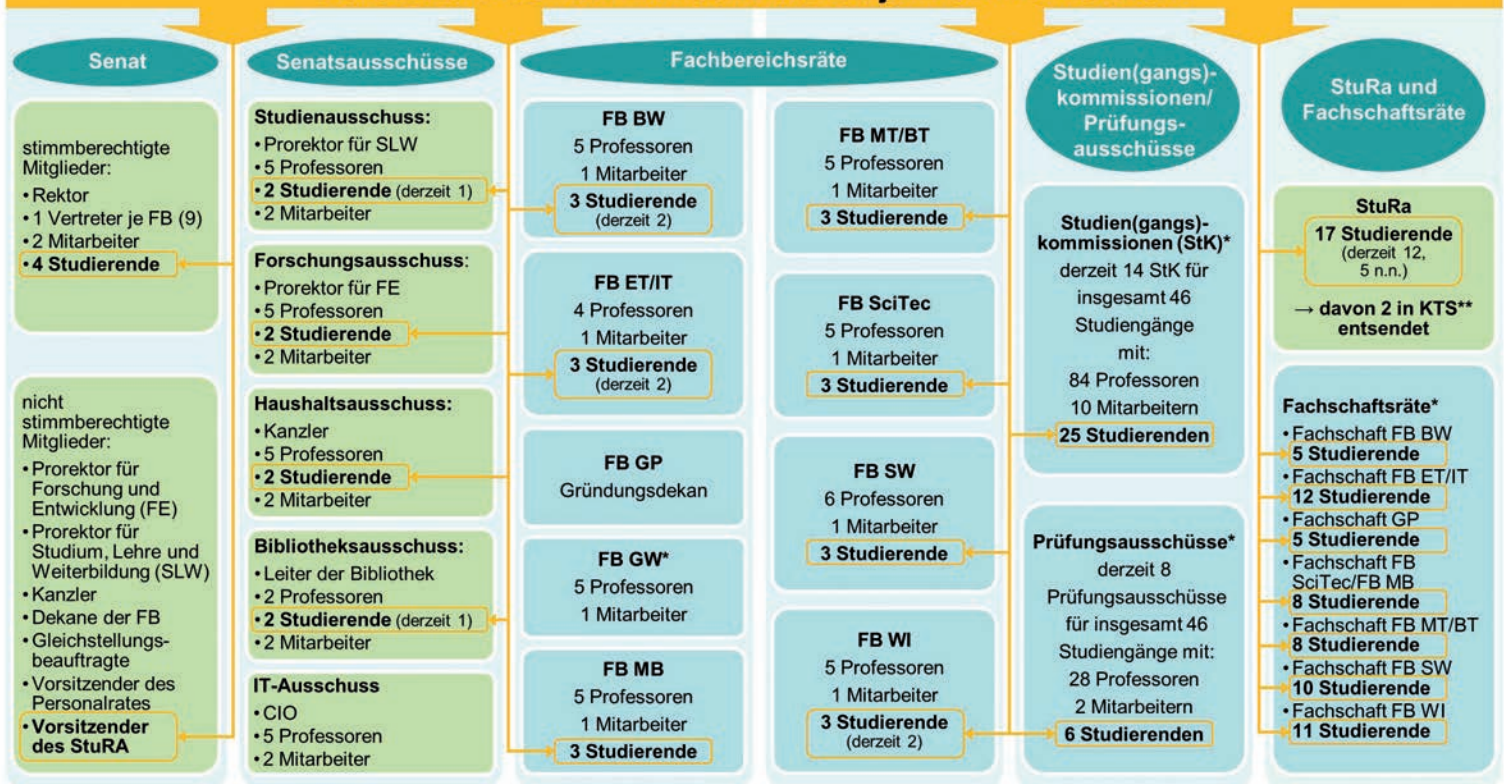 Senat
stimmberechtigte
Mitglieder:
• Rektor
• 1 Vertreter je FB (9)
• 2 Mitarbeiter
• 4 Studierende
nicht
stimmberechtigte
Mitglieder:
• Prorektor für
Forschung und
Entwicklung (FE)
• Prorektor für
Studium, Lehre und
Weiterbildung (SLW)
• Kanzler
• Dekane der FB
• Gleichstellungs-
beauftragte
• Vorsitzender des
Personalrates
• Vorsitzender
des StuRA
Senatsausschüsse
Studienausschuss:
• Prorektor für SLW
• 5 Professoren
• 2 Studierende (derzeit 1)
• 2 Mitarbeiter
Forschungsausschuss:
• Prorektor für FE
• 5 Professoren
• 2 Studierende
• 2 Mitarbeiter
Haushaltsausschuss:
• Kanzler
• 5 Professoren
• 2 Studierende
• 2 Mitarbeiter
Bibliotheksausschuss:
• Leiter der Bibliothek
• 2 Professoren
• 2 Studierende (derzeit 1)
• 2 Mitarbeiter
IT-Ausschuss
• CIO
• 5 Professoren
• 2 Mitarbeiter
Fachbereichsräte
FB BW
5 Professoren
1 Mitarbeiter
3 Studierende
(derzeit 2)
FB ET/IT
4 Professoren
1 Mitarbeiter
3 Studierende
(derzeit 2)
FB GP
Gründungsdekan
FB GW*
5 Professoren
1 Mitarbeiter
FB MB
5 Professoren
1 Mitarbeiter
3 Studierende
FB MT/BT
5 Professoren
1 Mitarbeiter
3 Studierende
FB SciTec
5 Professoren
1 Mitarbeiter
3 Studierende
FB SW
6 Professoren
1 Mitarbeiter
3 Studierende
FB WI
5 Professoren
1 Mitarbeiter
3 Studierende
(derzeit 2)
Studien(gangs)-
kommissionen/
Prüfungs-
ausschüsse
Studien(gangs)-
kommissionen (StK)*
derzeit 14 StK für
insgesamt 46
Studiengänge
mit:
84 Professoren
10 Mitarbeitern
25 Studierenden
Prüfungsausschüsse*
derzeit 8
Prüfungsausschüsse
für insgesamt 46
Studiengänge mit:
28 Professoren
2 Mitarbeitern
6 Studierenden
StuRa und
Fachschaftsräte
StuRa
17 Studierende
(derzeit 12,
5 n.n.)
→ davon 2 in KTS**
entsendet
Fachschaftsräte*
• Fachschaft FB BW
5 Studierende
• Fachschaft FB ET/IT
12 Studierende
• Fachschaft GP
5 Studierende
• Fachschaft FB
SciTec/FB MB
8 Studierende
• Fachschaft FB MT/BT
8 Studierende
• Fachschaft FB SW
10 Studierende
• Fachschaft FB WI
11 Studierende